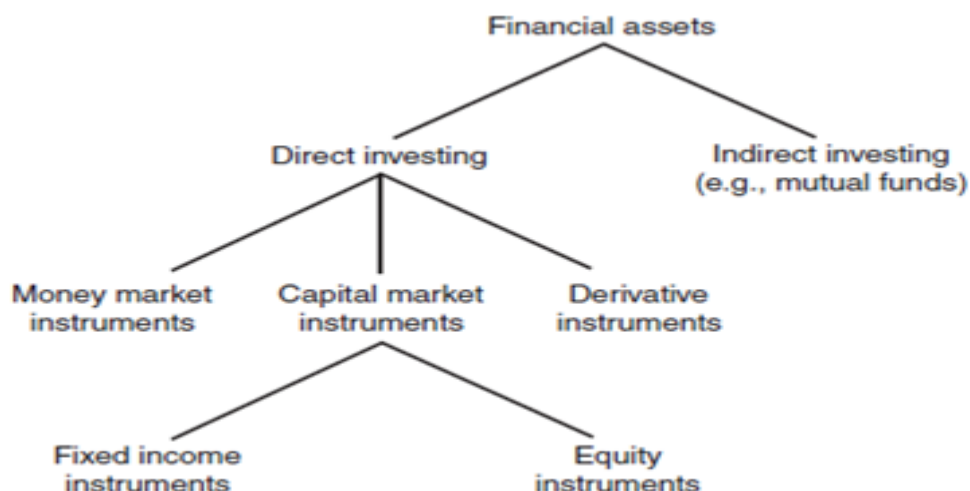 Financial assets
Direct investing
Indirect investing
(e.g., mutual funds)
Money market
instruments
Capital market
instruments
Derivative
instruments
Fixed income
instruments
Equity
instruments